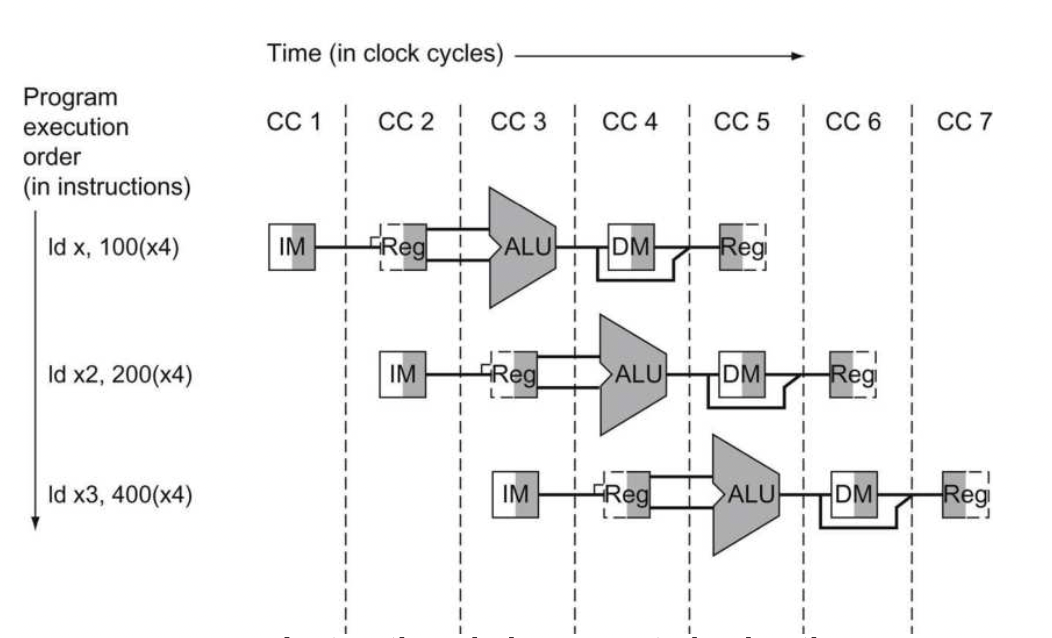 Time (in clock cycles)
Program
execution
order
(in instructions)
CC 1 CC 2 CC 3 CC 4 CC 5 CC 6 CC 7
ld x, 100(x4)
IM Reg ALU DM Reg
ld x2, 200(x4)
IM Reg ALU DM Reg
ld x3, 400(x4)
IM Reg ALU DM Reg